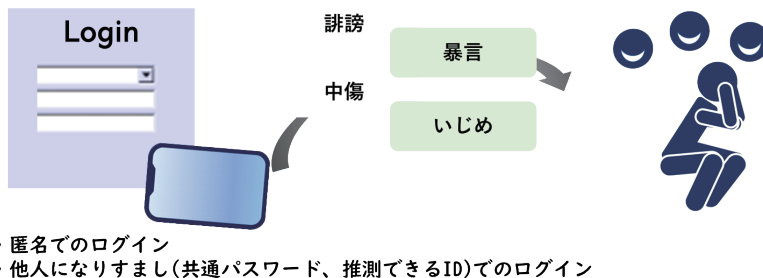 Login
誹謗
中傷
暴言
いじめ
・匿名でのログイン
・他人になりすまし(共通パスワード、推測できるID)でのログイン